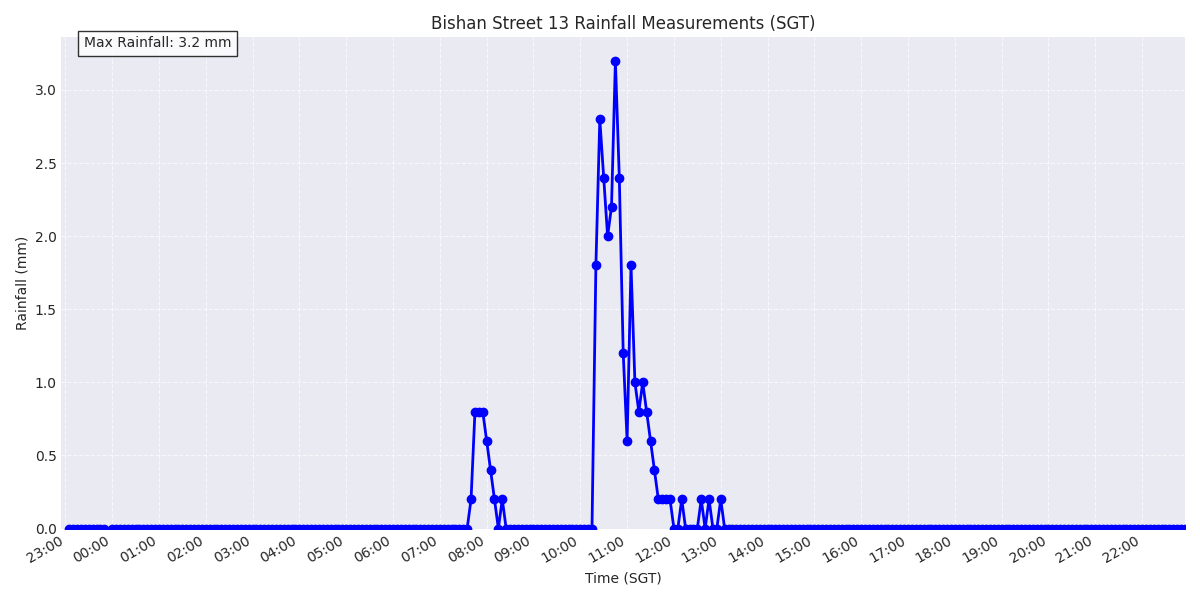 Bishan Street 13 Rainfall Measurements (SGT)
Max Rainfall: 3.2 mm
Rainfall (mm)
3.0
2.5
2.0
1.5
1.0
0.5
0.0
23:00 00:00 01:00 02:00 03:00 04:00 05:00 06:00 07:00 08:00 09:00 10:00 11:00 12:00 13:00 14:00 15:00 16:00 17:00 18:00 19:00 20:00 21:00 22:00
Time (SGT)